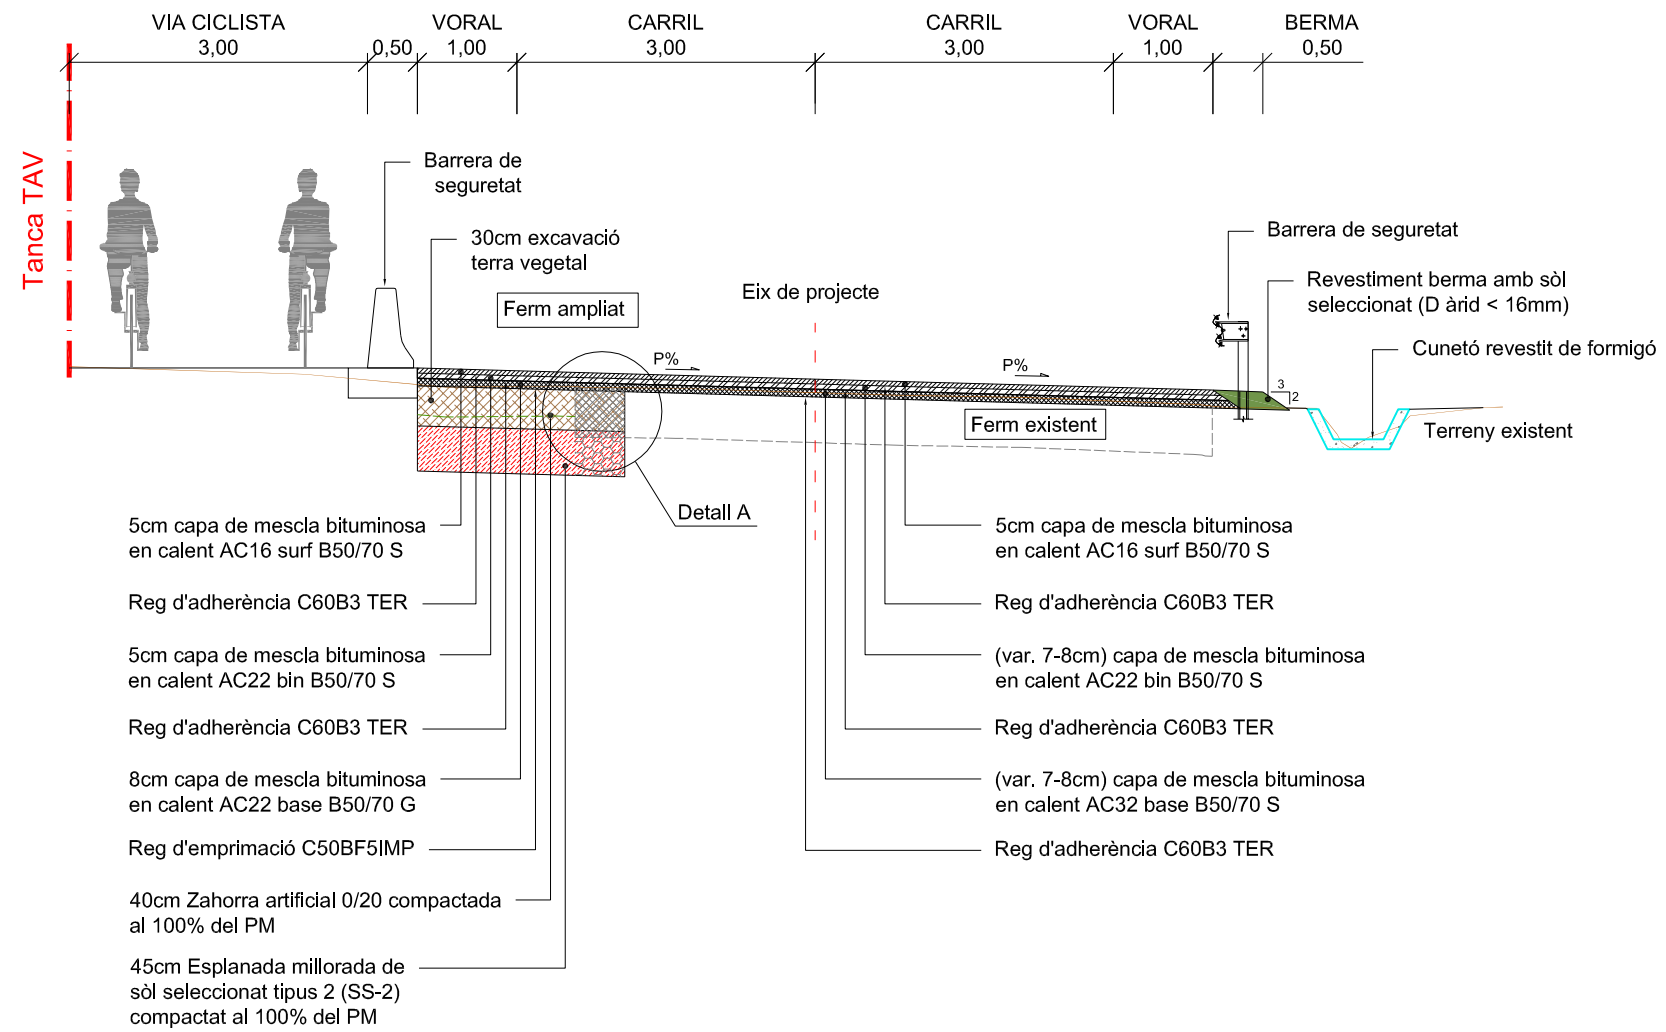 VIA CICLISTA
VORAL
CARRIL
CARRIL
VORAL
BERMA
3,00
0,50
1,00
3,00
3,00
1,00
0,50
Tanca TAV
Barrera de
seguretat
30cm excavació
terra vegetal
Ferm ampliat
Eix de projecte
Barrera de seguretat
Revestiment berma amb sòl
seleccionat (D àrid < 16mm)
Cunetó revestit de formigó
P%
P%
3
2
Ferm existent
Terreny existent
Detall A
5cm capa de mescla bituminosa
en calent AC16 surf B50/70 S
Reg d'adherència C60B3 TER
5cm capa de mescla bituminosa
en calent AC22 bin B50/70 S
Reg d'adherència C60B3 TER
8cm capa de mescla bituminosa
en calent AC22 base B50/70 G
Reg d'emprimació C50BF5IMP
40cm Zahorra artificial 0/20 compactada
al 100% del PM
45cm Esplanada millorada de
sòl seleccionat tipus 2 (SS-2)
compactat al 100% del PM
5cm capa de mescla bituminosa
en calent AC16 surf B50/70 S
Reg d'adherència C60B3 TER
(var. 7-8cm) capa de mescla bituminosa
en calent AC22 bin B50/70 S
Reg d'adherència C60B3 TER
(var. 7-8cm) capa de mescla bituminosa
en calent AC32 base B50/70 S
Reg d'adherència C60B3 TER